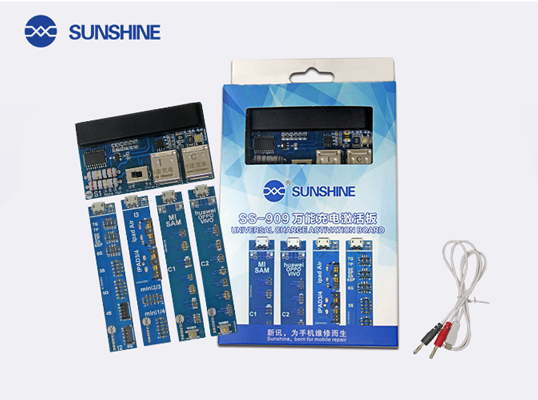 SUNSHINE
SUNSHINE
SS-909 万能充电激活板
UNIVERSAL CHARGE ACTIVATION BOARD
I3
ipad Air
IPAD3/4
mini2/3
mini1/4
MI
SAM
C1
huawei
OPPO
VIVO
C2
MI
SAM
C1
huawei
OPPO
VIVO
C2
ipad Air
IPAD3/4
新讯，为手机维修而生
Sunshine, born for mobile repair